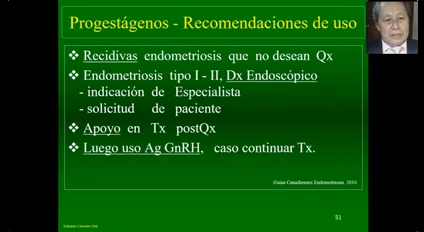 Progestágenos - Recomendaciones de uso
❖ Recidivas endometriosis que no desean Qx
❖ Endometriosis tipo I - II, Dx Endoscópico
- indicación de Especialista
- solicitud de paciente
❖ Apoyo en Tx postQx
❖ Luego uso Ag GnRH, caso continuar Tx.
Guias Canadienses Endometriosis 2010
51